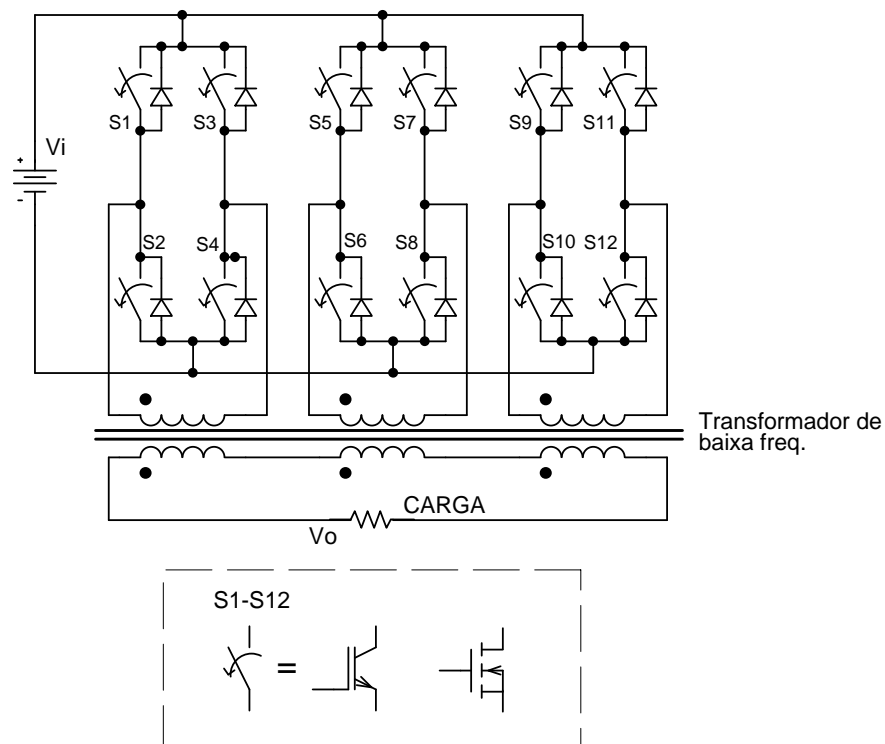 S1 S3 S5 S7 S9 S11
Vi
+
-
S2 S4 S6 S8 S10 S12
Transformador de
baixa freq.
CARGA
Vo
S1-S12
=